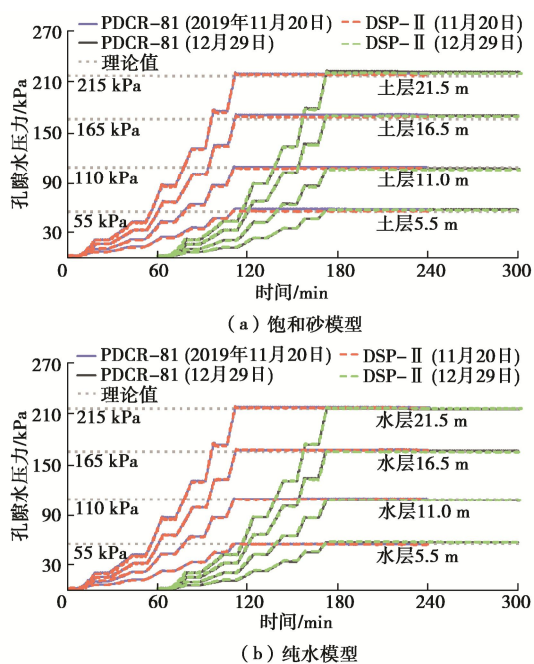 PDCR-81 (2019年11月20日) DSP-Ⅱ (11月20日)
PDCR-81 (12月29日) DSP-Ⅱ (12月29日)
理论值
270
210
150
90
30
孔隙水压力/kPa
215 kPa
165 kPa
110 kPa
55 kPa
土层21.5 m
土层16.5 m
土层11.0 m
土层5.5 m
0 60 120 180 240 300
时间/min
(a)饱和砂模型
PDCR-81 (2019年11月20日) DSP-Ⅱ (11月20日)
PDCR-81 (12月29日) DSP-Ⅱ (12月29日)
理论值
270
210
150
90
30
孔隙水压力/kPa
215 kPa
165 kPa
110 kPa
55 kPa
水层21.5 m
水层16.5 m
水层11.0 m
水层5.5 m
0 60 120 180 240 300
时间/min
(b)纯水模型